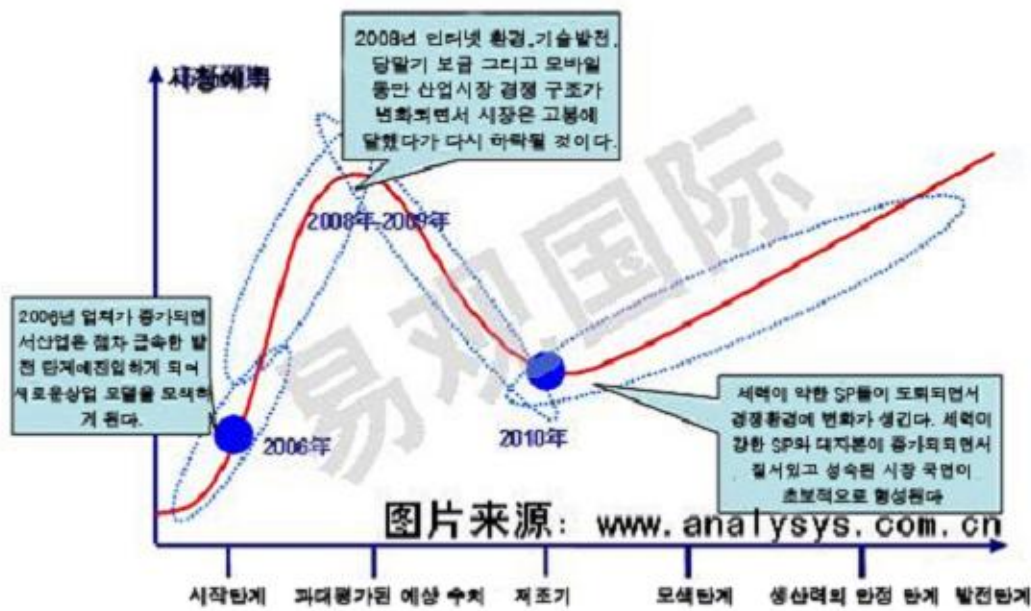 2008년 인터넷 환경,기술발전,
당말기 보급 그리고 모바일
동만 산업시장 경쟁 구조가
변화되면서 시장은 고봉에
달했다가 다시 하락될 것이다.
2008年-2009年
2006년 업체가 증가되면
서산업은 점차 급속한 발
전 단계에진입하게 되며
새로운상업 모델을 모색하
게 된다.
2006年
2010年
세력이 약한 SP들이 도퇴되면서
경쟁환경에 변화가 생긴다. 세력이
강한 SP와 대자본이 증가되되면서
질서있고 성숙된 시장 국면이
초보적으로 형성된다
易观国际
图片来源: www.analysys.com.cn
시작단계 과대평가된 예상 수치 저조기 모색단계 생산력의 안정 단계 발전단계